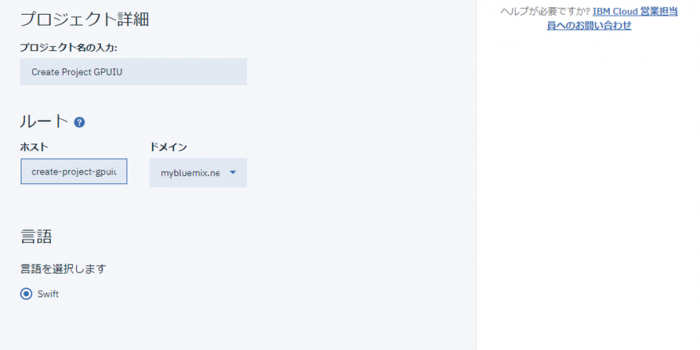 プロジェクト詳細
プロジェクト名の入力:
Create Project GPUIU
ルート
ホスト ドメイン
create-project-gpuiu mybluemix.ne
言語
言語を選択します
Swift
ヘルプが必要ですか? IBM Cloud 営業担当
員へのお問い合わせ